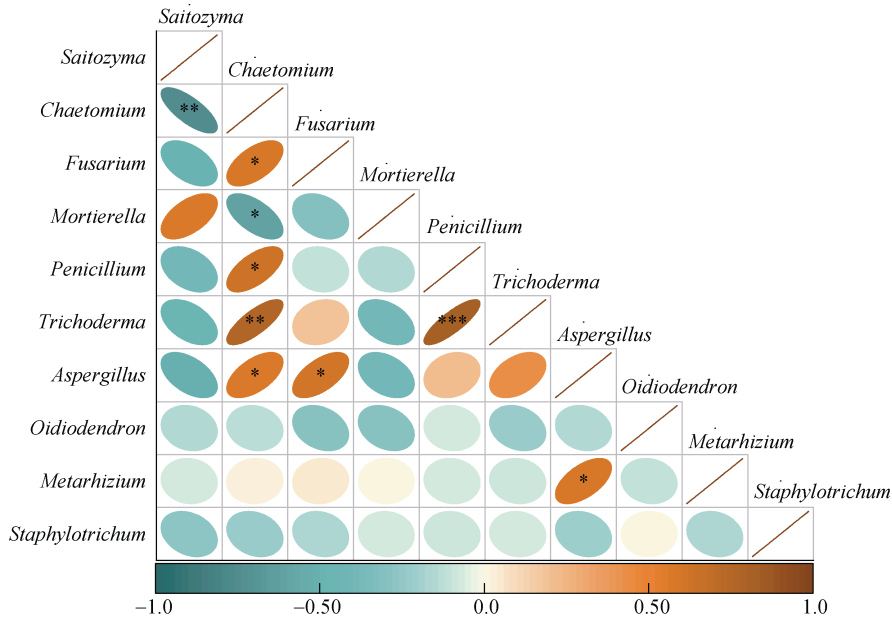 Saitozyma
Saitozyma
Chaetomium
Chaetomium **
Fusarium
Fusarium *
Mortierella
Mortierella *
Penicillium
Penicillium *
Trichoderma
Trichoderma ** ***
Aspergillus
Aspergillus * *
Oidiodendron
Oidiodendron
Metarhizium
Metarhizium *
Staphylotrichum
Staphylotrichum
−1.0 −0.50 0.0 0.50 1.0